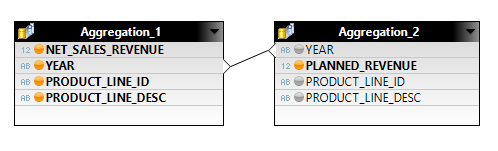 Aggregation_1
12 NET_SALES_REVENUE
AB YEAR
AB PRODUCT_LINE_ID
AB PRODUCT_LINE_DESC
Aggregation_2
AB YEAR
12 PLANNED_REVENUE
AB PRODUCT_LINE_ID
AB PRODUCT_LINE_DESC